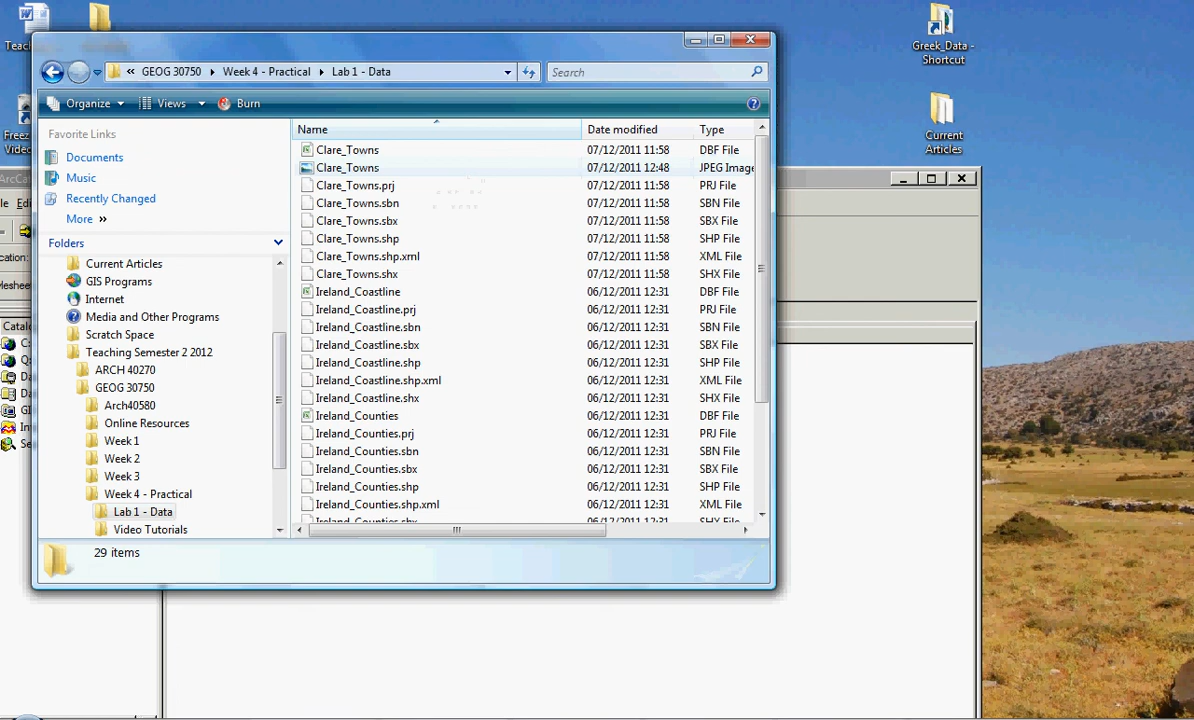 Greek_Data -
Shortcut
Current
Articles
« GEOG 30750 Week 4 - Practical Lab 1 - Data
Search
Organize Views Burn
Favorite Links
Documents
Music
Recently Changed
More »
Folders
Current Articles
GIS Programs
Internet
Media and Other Programs
Scratch Space
Teaching Semester 2 2012
ARCH 40270
GEOG 30750
Arch40580
Online Resources
Week 1
Week 2
Week 3
Week 4 - Practical
Lab 1 - Data
Video Tutorials
Name Date modified Type
Clare_Towns 07/12/2011 11:58 DBF File
Clare_Towns 07/12/2011 12:48 JPEG Image
Clare_Towns.prj 07/12/2011 11:58 PRJ File
Clare_Towns.sbn 07/12/2011 11:58 SBN File
Clare_Towns.sbx 07/12/2011 11:58 SBX File
Clare_Towns.shp 07/12/2011 11:58 SHP File
Clare_Towns.shp.xml 07/12/2011 11:58 XML File
Clare_Towns.shx 07/12/2011 11:58 SHX File
Ireland_Coastline 06/12/2011 12:31 DBF File
Ireland_Coastline.prj 06/12/2011 12:31 PRJ File
Ireland_Coastline.sbn 06/12/2011 12:31 SBN File
Ireland_Coastline.sbx 06/12/2011 12:31 SBX File
Ireland_Coastline.shp 06/12/2011 12:31 SHP File
Ireland_Coastline.shp.xml 06/12/2011 12:31 XML File
Ireland_Coastline.shx 06/12/2011 12:31 SHX File
Ireland_Counties 06/12/2011 12:31 DBF File
Ireland_Counties.prj 06/12/2011 12:31 PRJ File
Ireland_Counties.sbn 06/12/2011 12:31 SBN File
Ireland_Counties.sbx 06/12/2011 12:31 SBX File
Ireland_Counties.shp 06/12/2011 12:31 SHP File
Ireland_Counties.shp.xml 06/12/2011 12:31 XML File
Ireland_Counties.shx 06/12/2011 12:31 SHX File
29 items